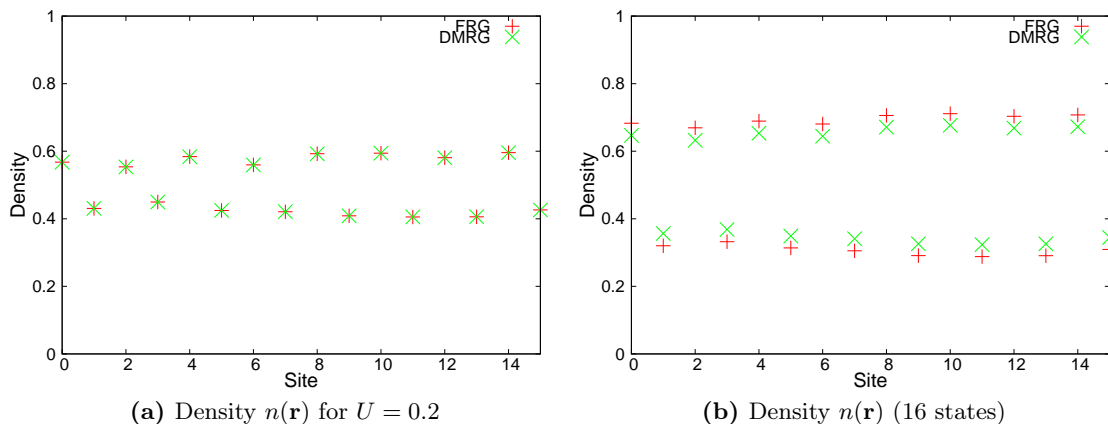 1
0.8
0.6
0.4
0.2
0
Density
0 2 4 6 8 10 12 14
Site
FRG
DMRG
(a) Density n(r) for U = 0.2
1
0.8
0.6
0.4
0.2
0
Density
0 2 4 6 8 10 12 14
Site
FRG
DMRG
(b) Density n(r) (16 states)